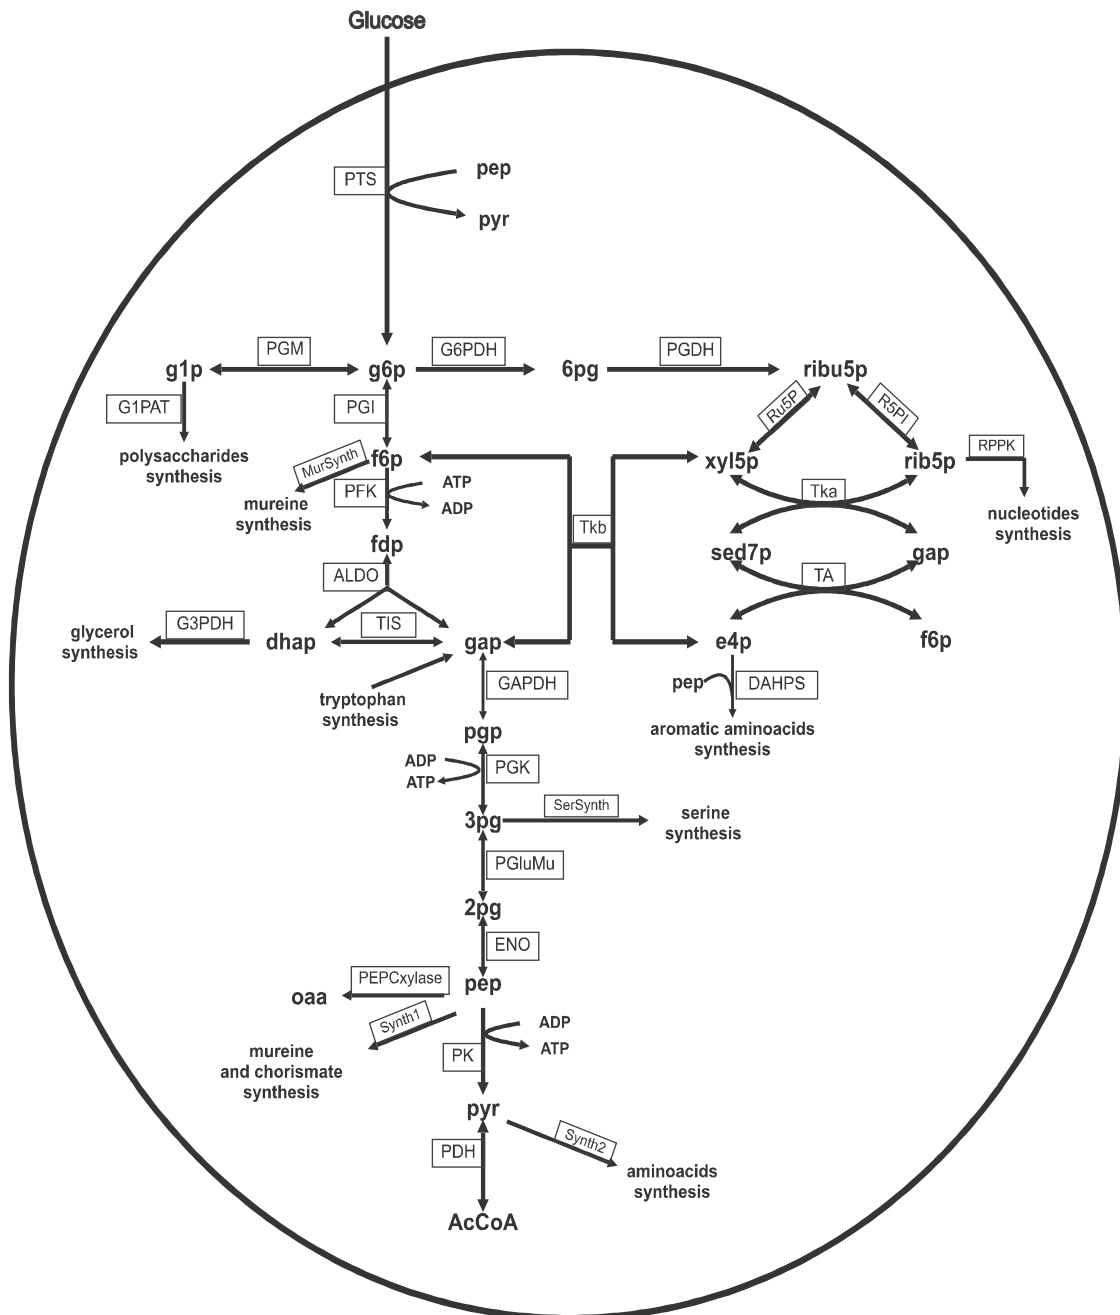 Glucose
PTS
pep
pyr
g1p
PGM
g6p
G6PDH
6pg
PGDH
ribu5p
G1PAT
PGI
Ru5P
R5PI
polysaccharides
synthesis
MurSynth
f6p
xyl5p
rib5p
RPPK
mureine
synthesis
PFK
ATP
ADP
Tka
nucleotides
synthesis
Tkb
fdp
sed7p
gap
ALDO
TA
glycerol
synthesis
G3PDH
dhap
TIS
gap
e4p
f6p
tryptophan
synthesis
GAPDH
pep
DAHPS
aromatic aminoacids
synthesis
pgp
ADP
ATP
PGK
3pg
SerSynth
serine
synthesis
PGluMu
2pg
ENO
PEPCxylase
pep
oaa
Synth1
ADP
ATP
mureine
and chorismate
synthesis
PK
pyr
PDH
Synth2
aminoacids
synthesis
AcCoA